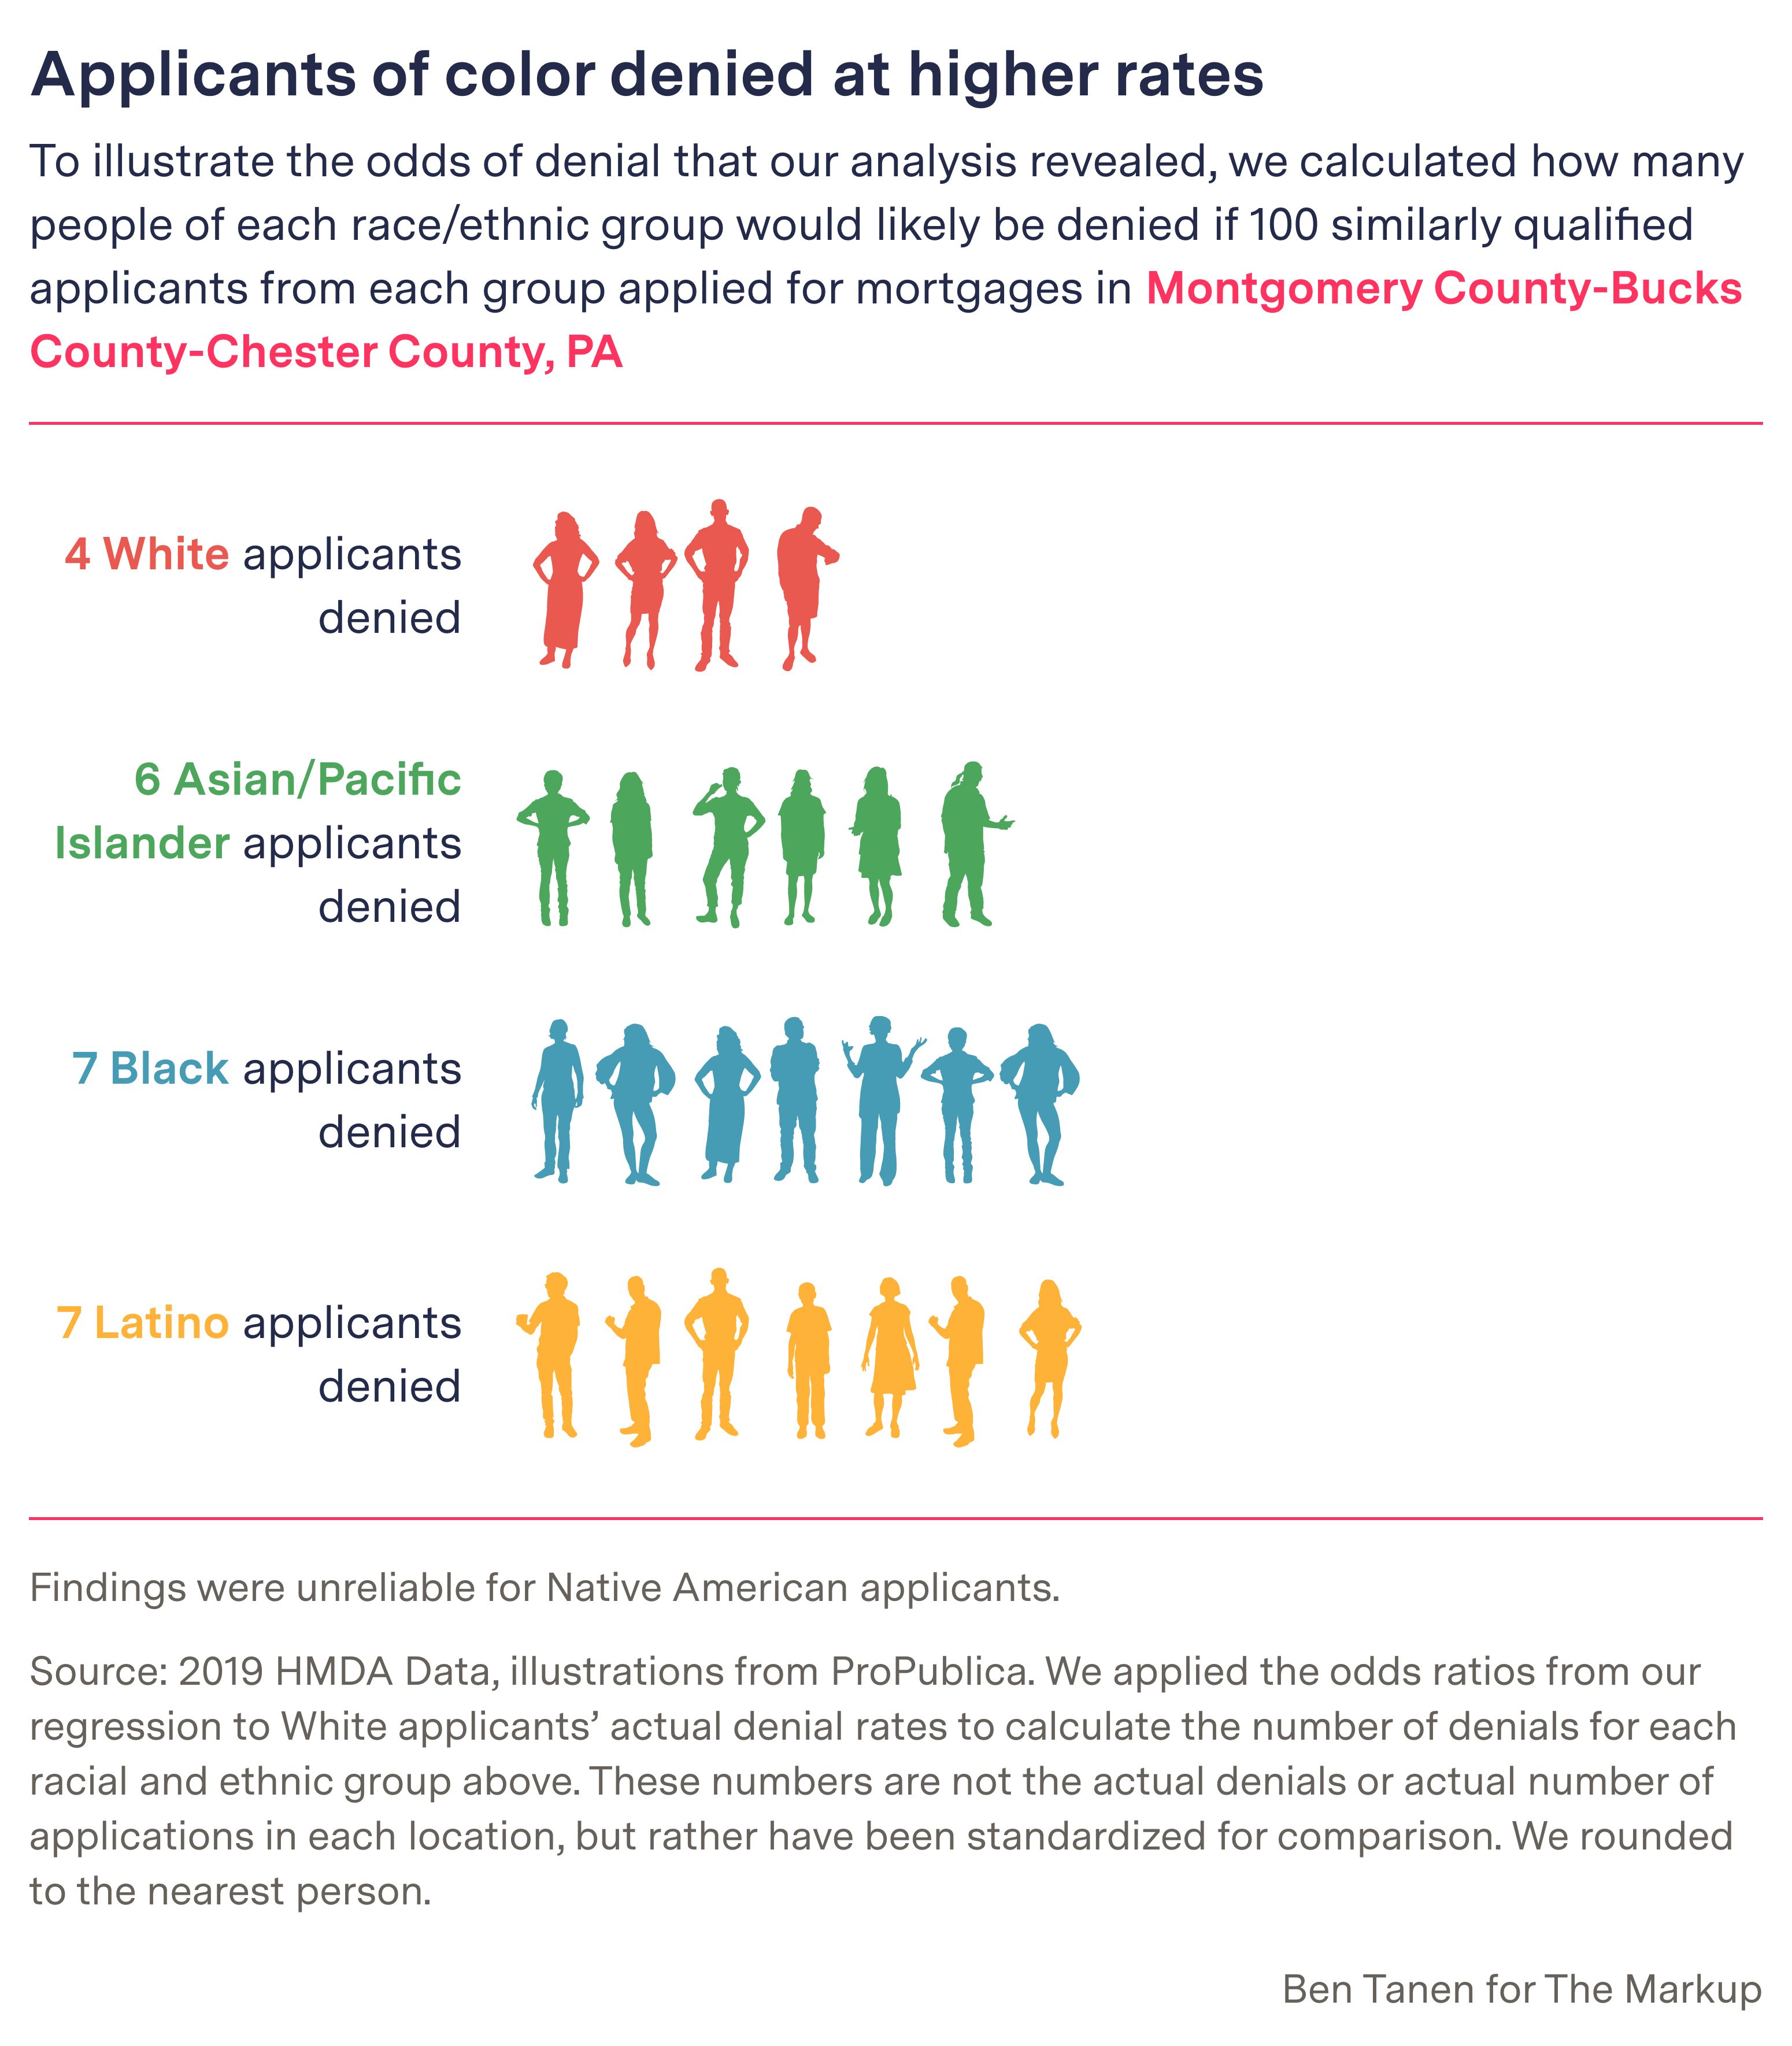 Applicants of color denied at higher rates
To illustrate the odds of denial that our analysis revealed, we calculated how many
people of each race/ethnic group would likely be denied if 100 similarly qualified
applicants from each group applied for mortgages in Montgomery County-Bucks
County-Chester County, PA
4 White applicants
denied
6 Asian/Pacific
Islander applicants
denied
7 Black applicants
denied
7 Latino applicants
denied
Findings were unreliable for Native American applicants.
Source: 2019 HMDA Data, illustrations from ProPublica. We applied the odds ratios from our
regression to White applicants’ actual denial rates to calculate the number of denials for each
racial and ethnic group above. These numbers are not the actual denials or actual number of
applications in each location, but rather have been standardized for comparison. We rounded
to the nearest person.
Ben Tanen for The Markup